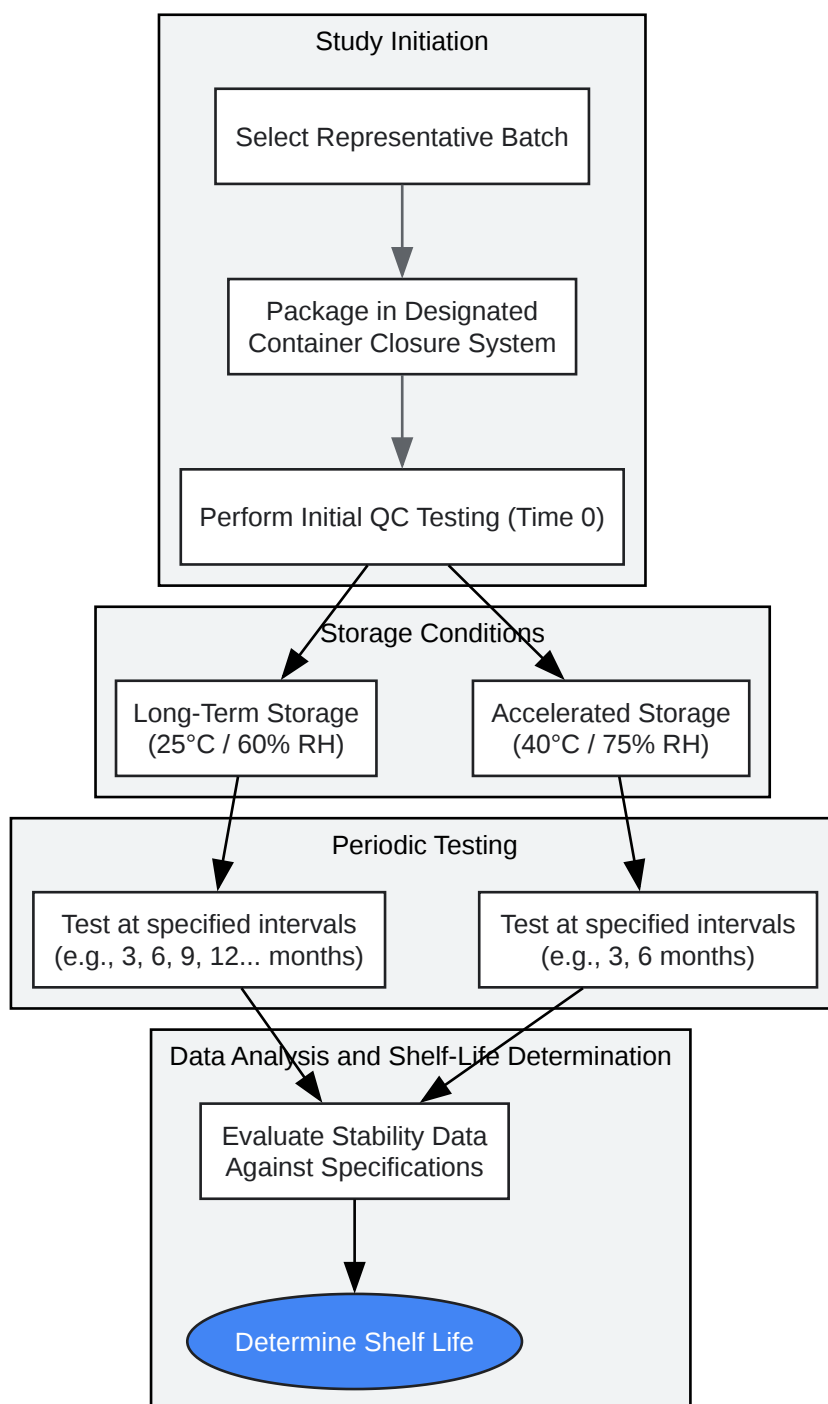 Study Initiation
Select Representative Batch
Package in Designated
Container Closure System
Perform Initial QC Testing (Time 0)
Storage Conditions
Long-Term Storage
(25°C / 60% RH)
Accelerated Storage
(40°C / 75% RH)
Periodic Testing
Test at specified intervals
(e.g., 3, 6, 9, 12... months)
Test at specified intervals
(e.g., 3, 6 months)
Data Analysis and Shelf-Life Determination
Evaluate Stability Data
Against Specifications
Determine Shelf Life